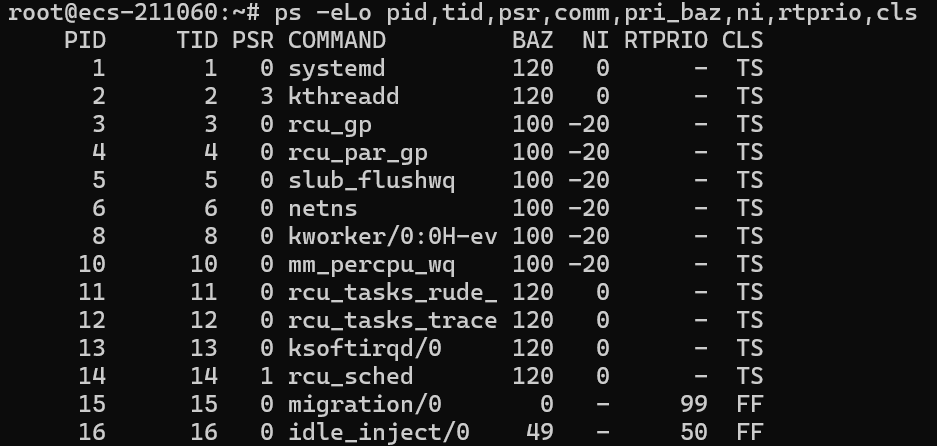 root@ecs-211060:~# ps -eLo pid,tid,psr,comm,pri_baz,ni,rtprio,cls
PID TID PSR COMMAND BAZ NI RTPRIO CLS
1 1 0 systemd 120 0 - TS
2 2 3 kthreadd 120 0 - TS
3 3 0 rcu_gp 100 -20 - TS
4 4 0 rcu_par_gp 100 -20 - TS
5 5 0 slub_flushwq 100 -20 - TS
6 6 0 netns 100 -20 - TS
8 8 0 kworker/0:0H-ev 100 -20 - TS
10 10 0 mm_percpu_wq 100 -20 - TS
11 11 0 rcu_tasks_rude_ 120 0 - TS
12 12 0 rcu_tasks_trace 120 0 - TS
13 13 0 ksoftirqd/0 120 0 - TS
14 14 1 rcu_sched 120 0 - TS
15 15 0 migration/0 0 - 99 FF
16 16 0 idle_inject/0 49 - 50 FF